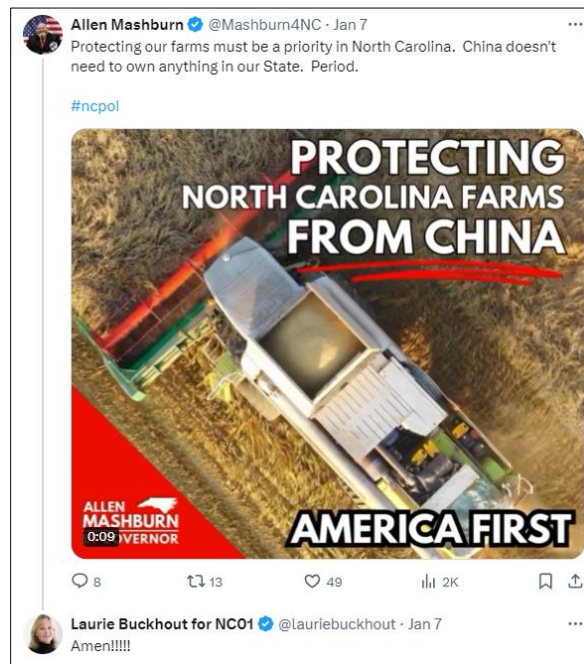 Allen Mashburn @Mashburn4NC · Jan 7
Protecting our farms must be a priority in North Carolina. China doesn't
need to own anything in our State. Period.
#ncpol
PROTECTING
NORTH CAROLINA FARMS
FROM CHINA
ALLEN
MASHBURN
0:09 OVERNOR
AMERICA FIRST
8 13 49 2K
Laurie Buckhout for NC01 @lauriebuckhout · Jan 7
Amen!!!!!